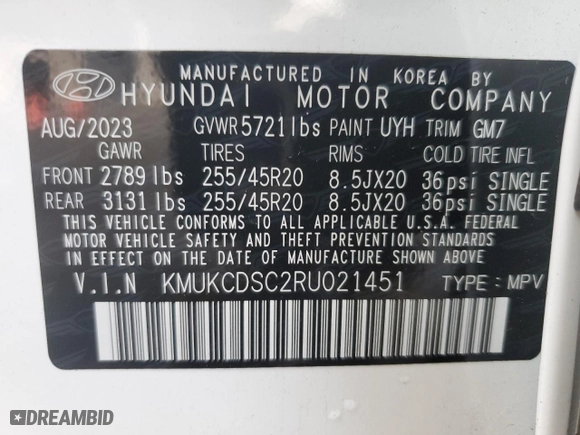 MANUFACTURED IN KOREA BY
HYUNDAI MOTOR COMPANY
AUG/2023 GVWR 5721 lbs PAINT UYH TRIM GM7
GAWR TIRES RIMS COLD TIRE INFL
FRONT 2789 lbs 255/45R20 8.5JX20 36psi SINGLE
REAR 3131 lbs 255/45R20 8.5JX20 36psi SINGLE
THIS VEHICLE CONFORMS TO ALL APPLICABLE U.S.A. FEDERAL
MOTOR VEHICLE SAFETY AND THEFT PREVENTION STANDARDS
IN EFFECT ON THE DATE OF MANUFACTURE SHOWN ABOVE
V.I.N KMUKCDSC2RU021451 TYPE : MPV
DREAMBID